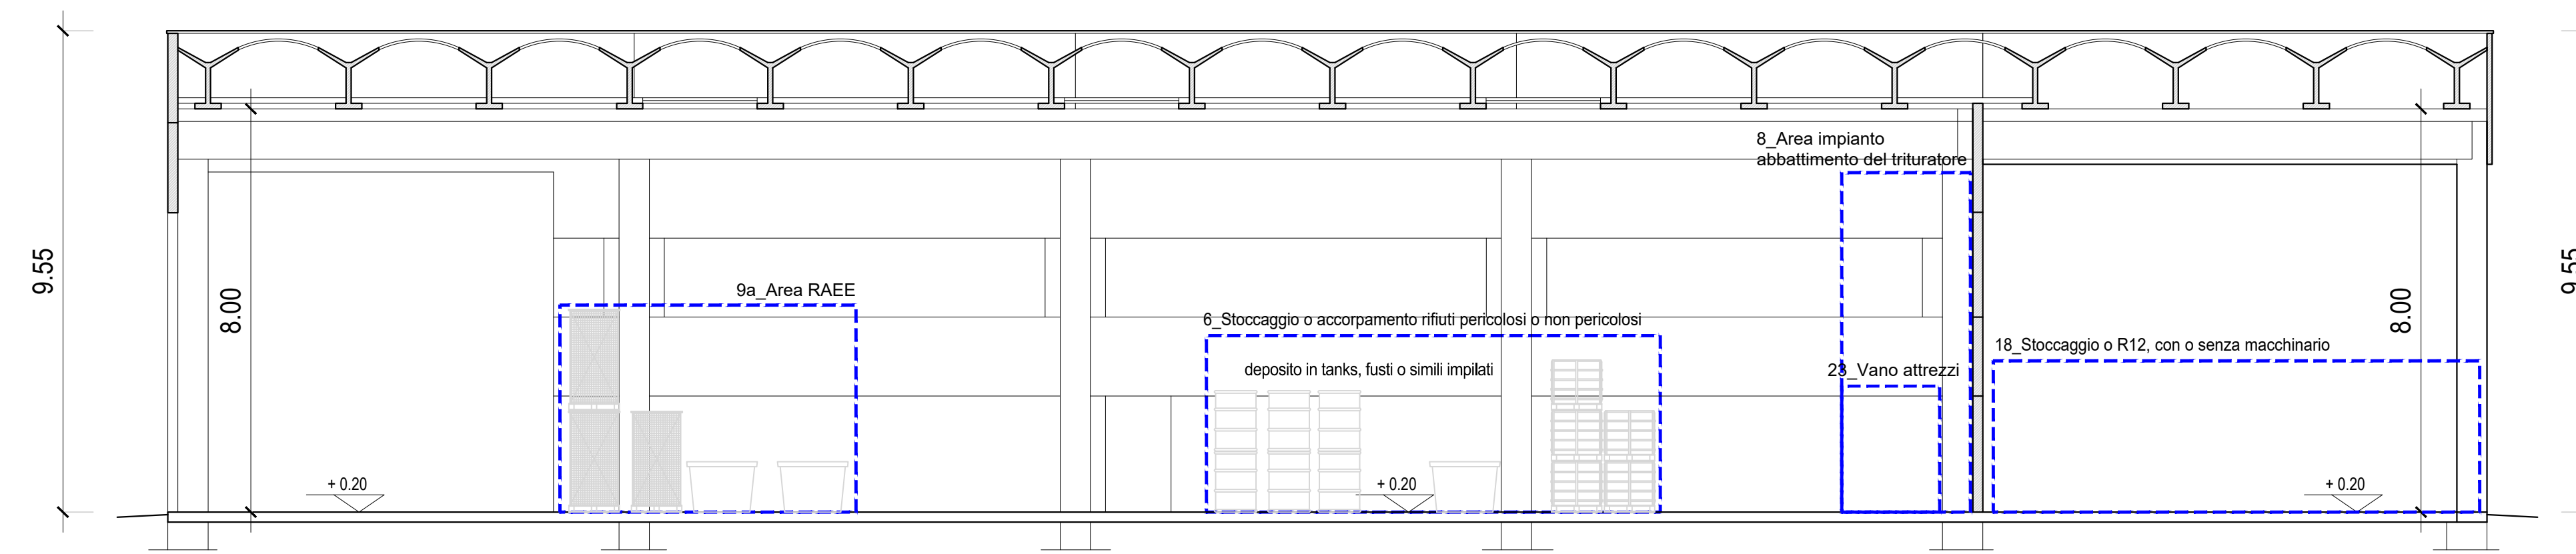 8_Area impianto
abbattimento del trituratore
9.55
8.00
9a_Area RAEE
6_Stoccaggio o accorpamento rifiuti pericolosi o non pericolosi
deposito in tanks, fusti o simili impilati
23_Vano attrezzi
18_Stoccaggio o R12, con o senza macchinario
8.00
9.55
+ 0.20
+ 0.20
+ 0.20